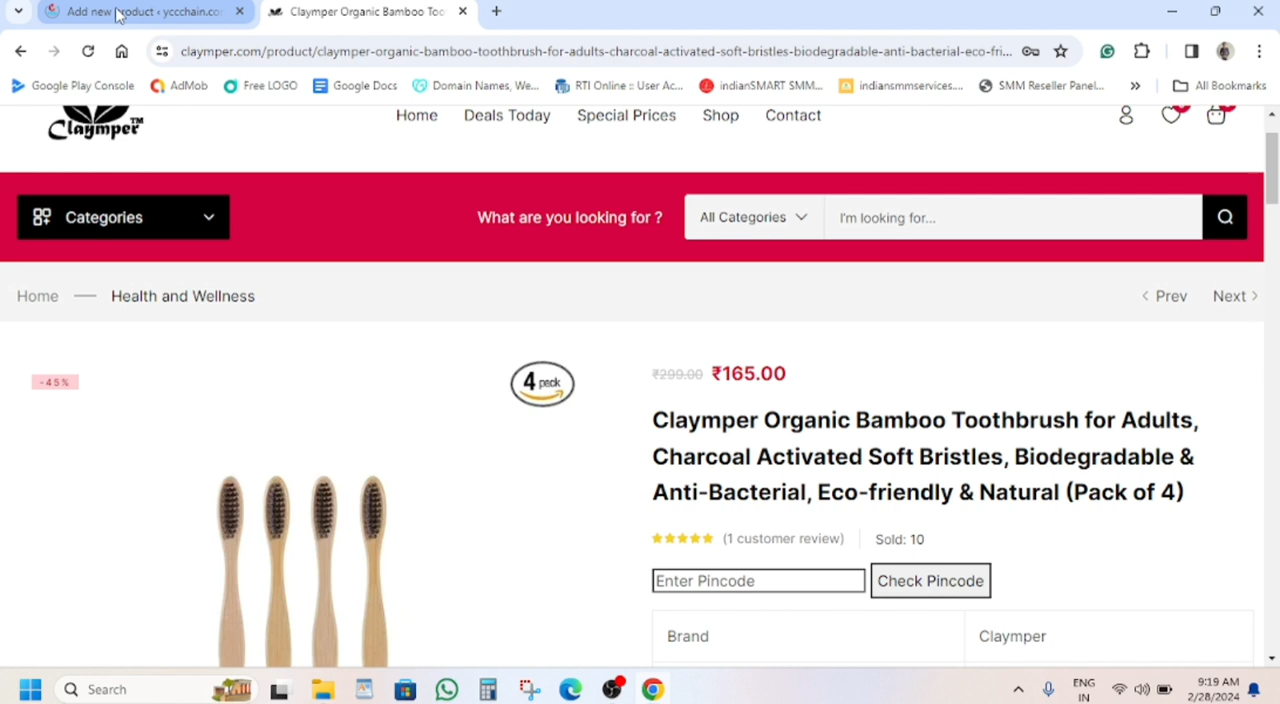 Add new product ‹ yccchain.co
Claymper Organic Bamboo Too
claymper.com/product/claymper-organic-bamboo-toothbrush-for-adults-charcoal-activated-soft-bristles-biodegradable-anti-bacterial-eco-fri...
Google Play Console
AdMob
Free LOGO
Google Docs
Domain Names, We...
RTI Online :: User Ac...
indianSMART SMM...
indiansmmservices....
SMM Reseller Panel...
All Bookmarks
Claymper™
Home
Deals Today
Special Prices
Shop
Contact
Categories
What are you looking for ?
All Categories
I'm looking for...
Home
Health and Wellness
Prev
Next
-45%
4 pack
₹299.00 ₹165.00
Claymper Organic Bamboo Toothbrush for Adults,
Charcoal Activated Soft Bristles, Biodegradable &
Anti-Bacterial, Eco-friendly & Natural (Pack of 4)
(1 customer review)
Sold: 10
Enter Pincode
Check Pincode
Brand
Claymper
Search
ENG
IN
9:19 AM
2/28/2024